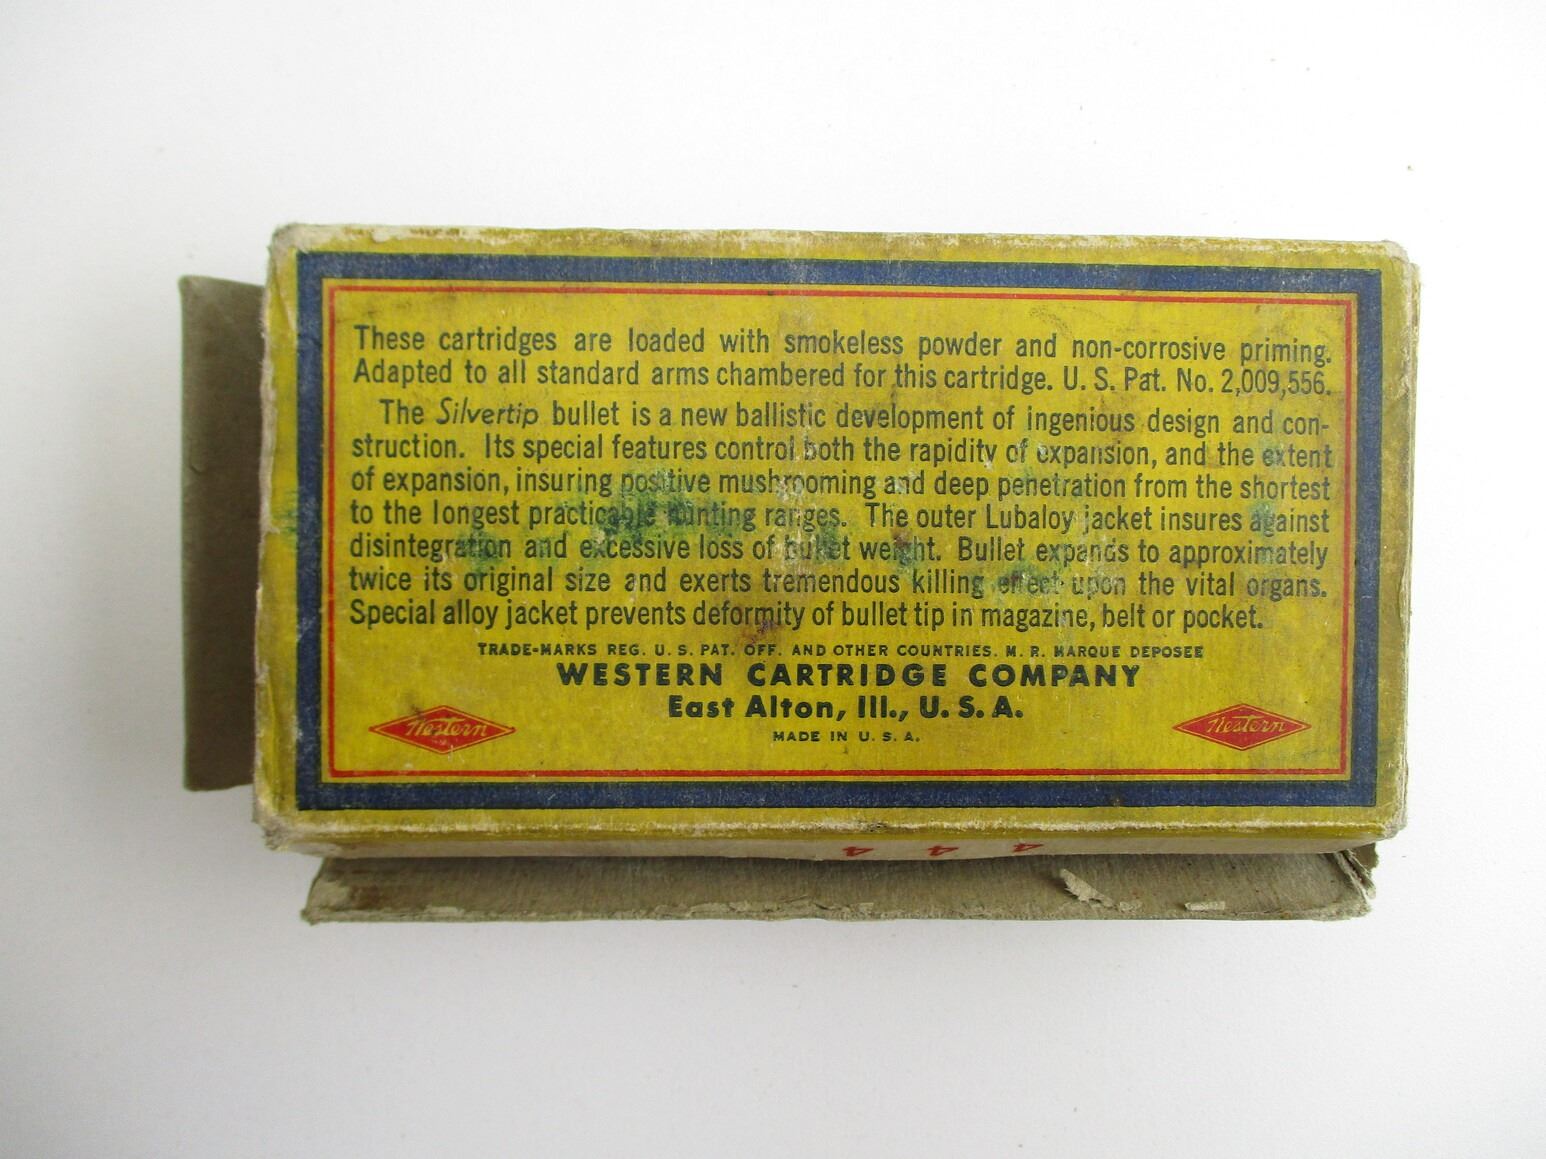 These cartridges are loaded with smokeless powder and non-corrosive priming.
Adapted to all standard arms chambered for this cartridge. U. S. Pat. No. 2,009,556.
The Silvertip bullet is a new ballistic development of ingenious design and con-
struction. Its special features control both the rapidity of expansion, and the extent
of expansion, insuring positive mushrooming and deep penetration from the shortest
to the longest practicable hunting ranges. The outer Lubaloy jacket insures against
disintegration and excessive loss of bullet weight. Bullet expands to approximately
twice its original size and exerts tremendous killing effect upon the vital organs.
Special alloy jacket prevents deformity of bullet tip in magazine, belt or pocket.
TRADE-MARKS REG. U. S. PAT. OFF. AND OTHER COUNTRIES. M. R. MARQUE DEPOSEE
WESTERN CARTRIDGE COMPANY
East Alton, Ill., U. S. A.
MADE IN U. S. A.
Western
Western
4 4 4